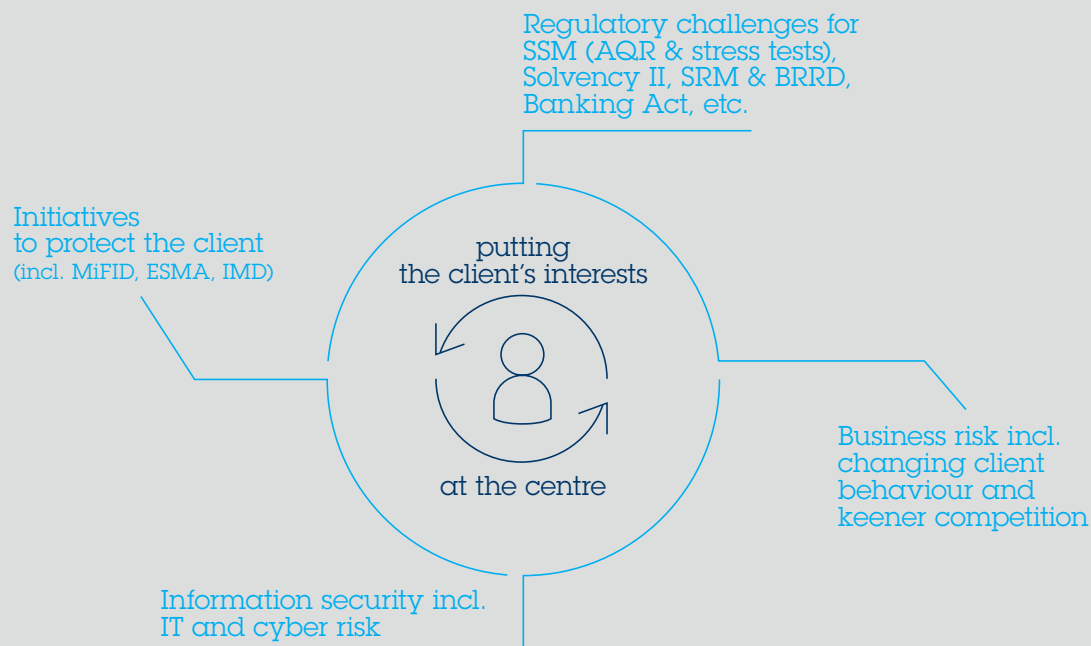 Regulatory challenges for
SSM (AQR & stress tests),
Solvency II, SRM & BRRD,
Banking Act, etc.
Initiatives
to protect the client
(incl. MiFID, ESMA, IMD)
putting
the client's interests
at the centre
Business risk incl.
changing client
behaviour and
keener competition
Information security incl.
IT and cyber risk